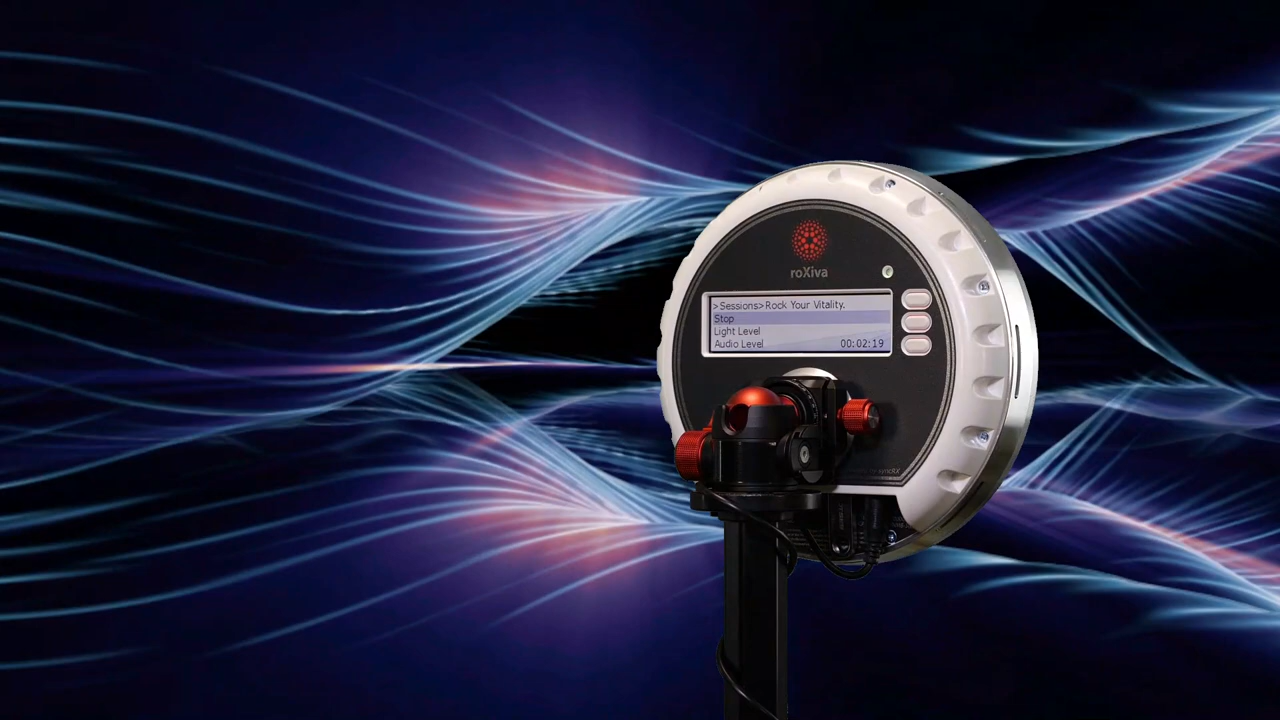 roXiva
>Sessions>Rock Your Vitality.
Stop
Light Level
Audio Level 00:02:19